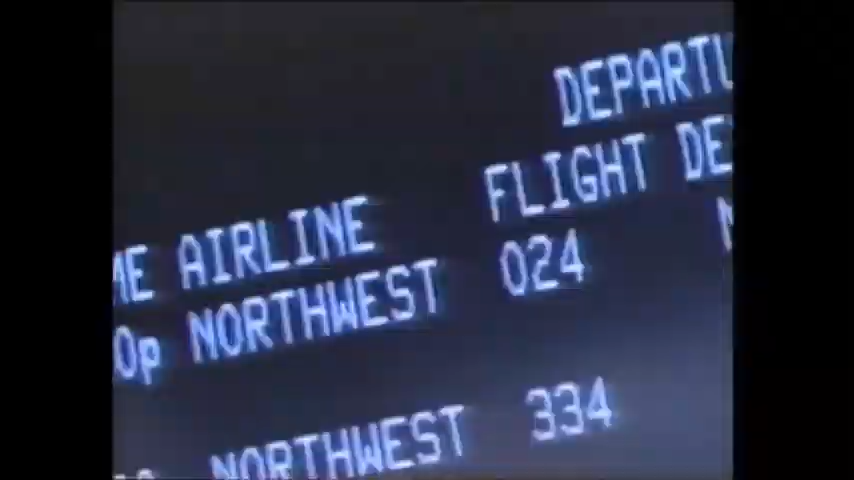 DEPARTU
ME AIRLINE FLIGHT DE
0p NORTHWEST 024
NORTHWEST 334